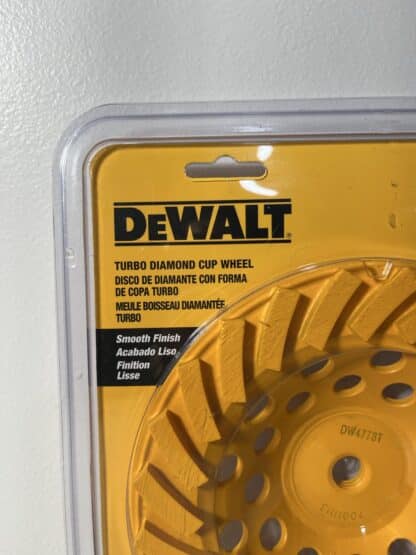 DEWALT®
TURBO DIAMOND CUP WHEEL
DISCO DE DIAMANTE CON FORMA
DE COPA TURBO
MEULE BOISSEAU DIAMANTÉE
TURBO
Smooth Finish
Acabado Liso
Finition
Lisse
DW4778T